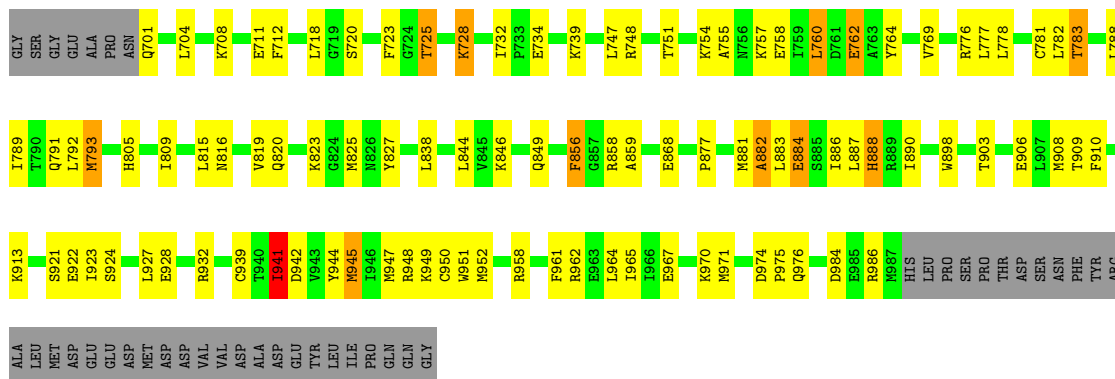 GLY SER GLY GLU ALA PRO ASN Q701 L704 K708 E711 F712 L718 G719 S720 F723 G724 T725 K728 I732 P733 E734 K739 L747 R748 T751 K754 A755 N756 K757 E758 I759 L760 D761 E762 A763 Y764 V769 R776 L777 L778 C781 L782 T783
I789 T790 Q791 L792 M793 H805 I809 L815 N816 V819 Q820 K823 G824 M825 N826 Y827 L838 L844 V845 K846 Q849 F856 G857 R858 A859 E868 P877 M881 A882 L883 E884 S885 I886 L887 H888 R889 I890 W898 T903 E906 L907 M908 T909 F910
K913 S921 E922 I923 S924 L927 E928 R932 C939 T940 I941 D942 V943 Y944 M945 I946 M947 R948 K949 C950 W951 M952 R958 F961 R962 E963 L964 I965 I966 E967 K970 M971 D974 P975 Q976 D984 E985 R986 M987 HIS LEU PRO SER PRO THR ASP SER ASN PHE TYR ARG
ALA LEU MET ASP GLU GLU ASP MET ASP ASP VAL VAL ASP ALA ASP GLU TYR LEU ILE PRO GLN GLN GLY